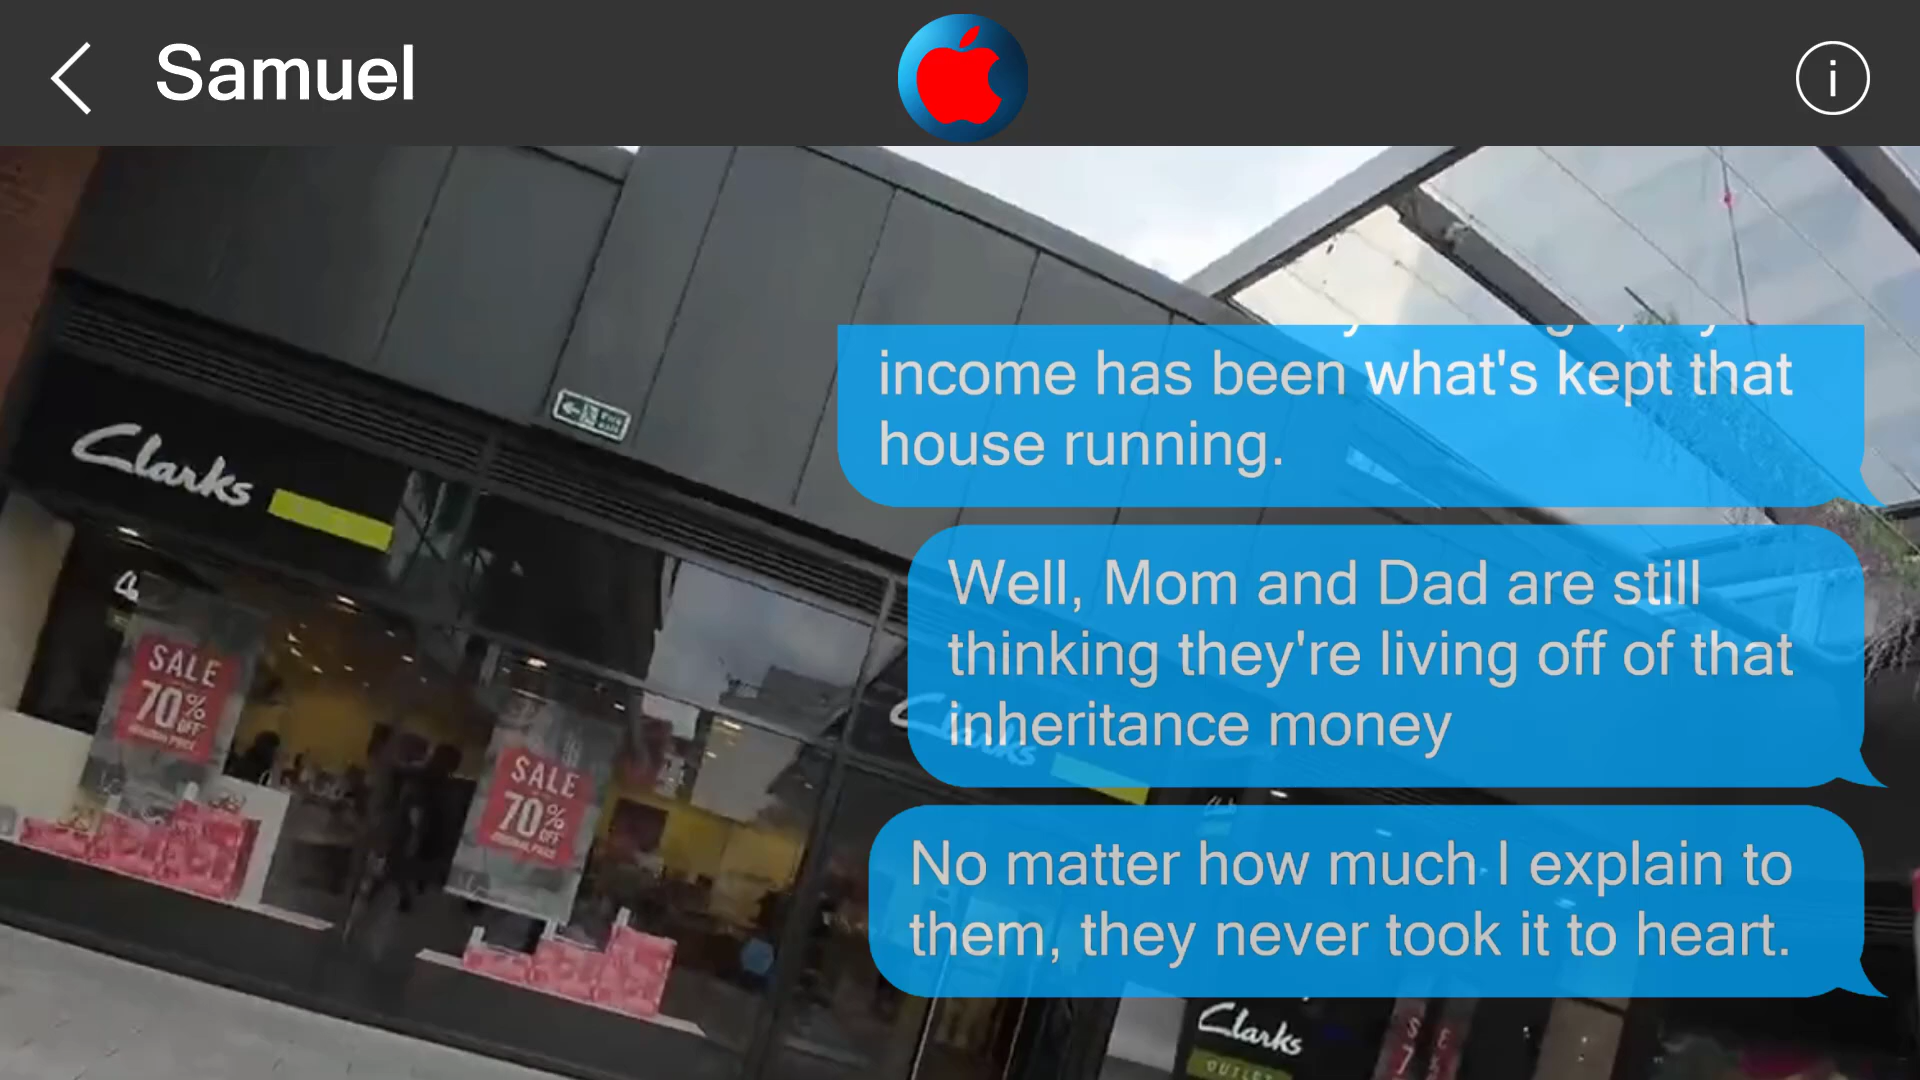 Samuel
i
income has been what's kept that
house running.
Well, Mom and Dad are still
thinking they're living off of that
inheritance money
No matter how much I explain to
them, they never took it to heart.
Clarks
SALE
70% OFF
SALE
70% OFF
Clarks
Clarks
OUTLET